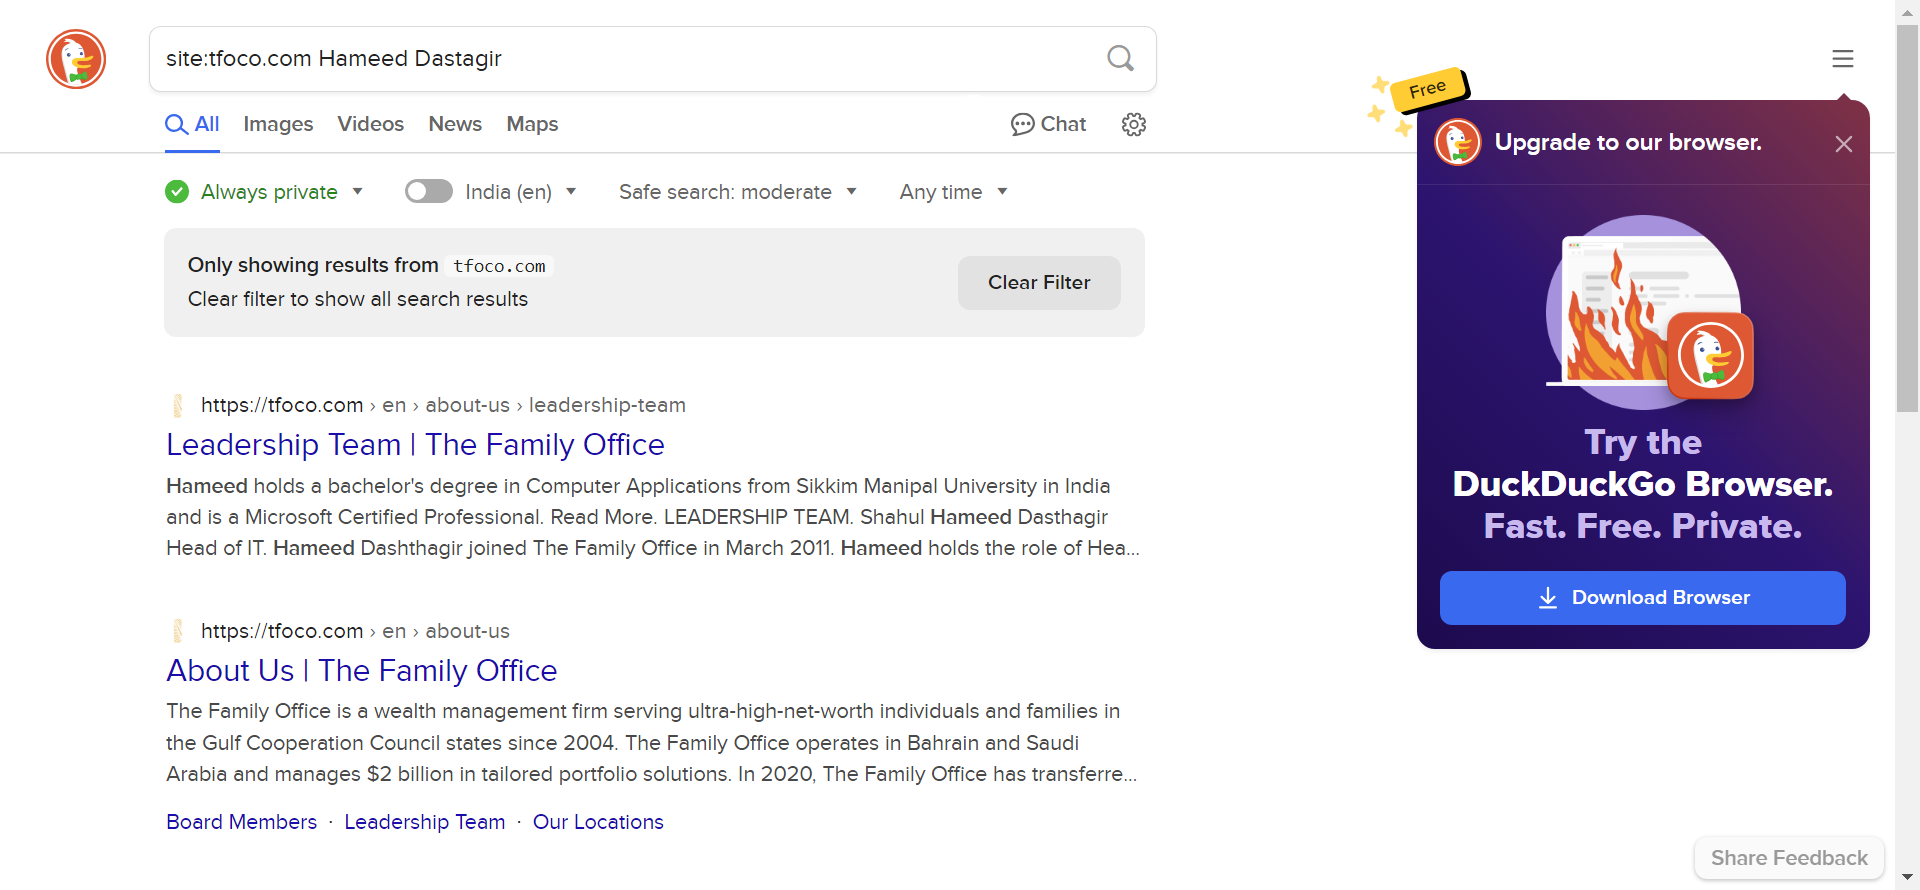 site:tfoco.com Hameed Dastagir
All
Images
Videos
News
Maps
Chat
Always private
India (en)
Safe search: moderate
Any time
Only showing results from tfoco.com
Clear filter to show all search results
Clear Filter
https://tfoco.com › en › about-us › leadership-team
Leadership Team | The Family Office
Hameed holds a bachelor's degree in Computer Applications from Sikkim Manipal University in India
and is a Microsoft Certified Professional. Read More. LEADERSHIP TEAM. Shahul Hameed Dasthagir
Head of IT. Hameed Dashthagir joined The Family Office in March 2011. Hameed holds the role of Hea...
https://tfoco.com › en › about-us
About Us | The Family Office
The Family Office is a wealth management firm serving ultra-high-net-worth individuals and families in
the Gulf Cooperation Council states since 2004. The Family Office operates in Bahrain and Saudi
Arabia and manages $2 billion in tailored portfolio solutions. In 2020, The Family Office has transferre...
Board Members · Leadership Team · Our Locations
Free
Upgrade to our browser.
Try the
DuckDuckGo Browser.
Fast. Free. Private.
Download Browser
Share Feedback